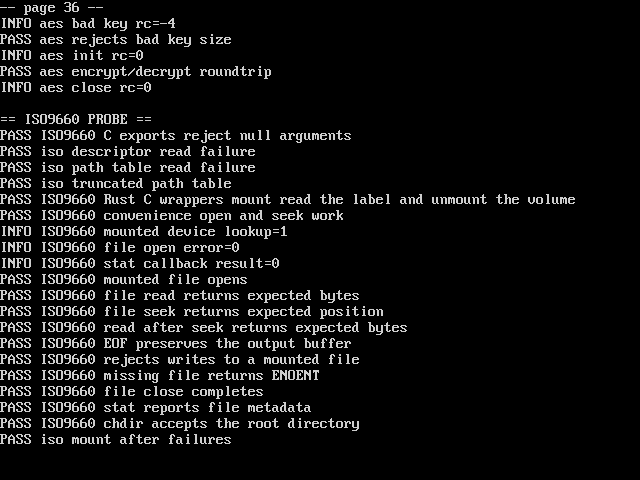 -- page 36 --
INFO aes bad key rc=-4
PASS aes rejects bad key size
INFO aes init rc=0
PASS aes encrypt/decrypt roundtrip
INFO aes close rc=0
== ISO9660 PROBE ==
PASS ISO9660 C exports reject null arguments
PASS iso descriptor read failure
PASS iso path table read failure
PASS iso truncated path table
PASS ISO9660 Rust C wrappers mount read the label and unmount the volume
PASS ISO9660 convenience open and seek work
INFO ISO9660 mounted device lookup=1
INFO ISO9660 file open error=0
INFO ISO9660 stat callback result=0
PASS ISO9660 mounted file opens
PASS ISO9660 file read returns expected bytes
PASS ISO9660 file seek returns expected position
PASS ISO9660 read after seek returns expected bytes
PASS ISO9660 EOF preserves the output buffer
PASS ISO9660 rejects writes to a mounted file
PASS ISO9660 missing file returns ENOENT
PASS ISO9660 file close completes
PASS ISO9660 stat reports file metadata
PASS ISO9660 chdir accepts the root directory
PASS iso mount after failures